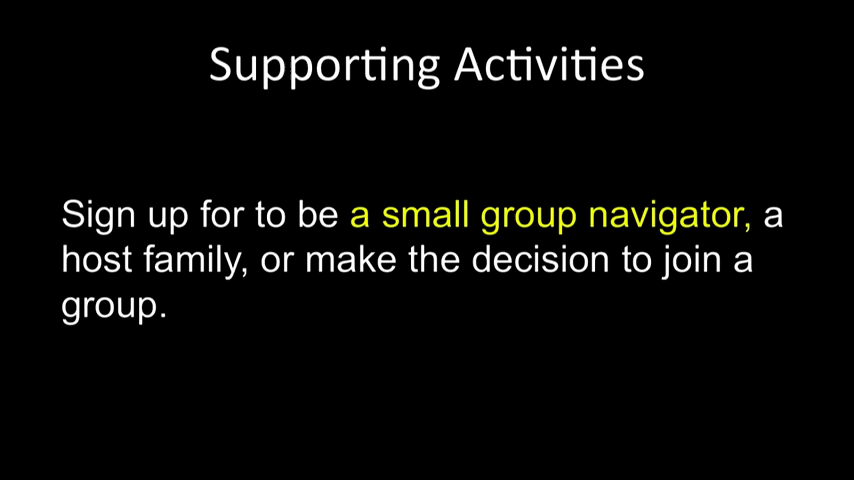 Supporting Activities
Sign up for to be a small group navigator, a
host family, or make the decision to join a
group.